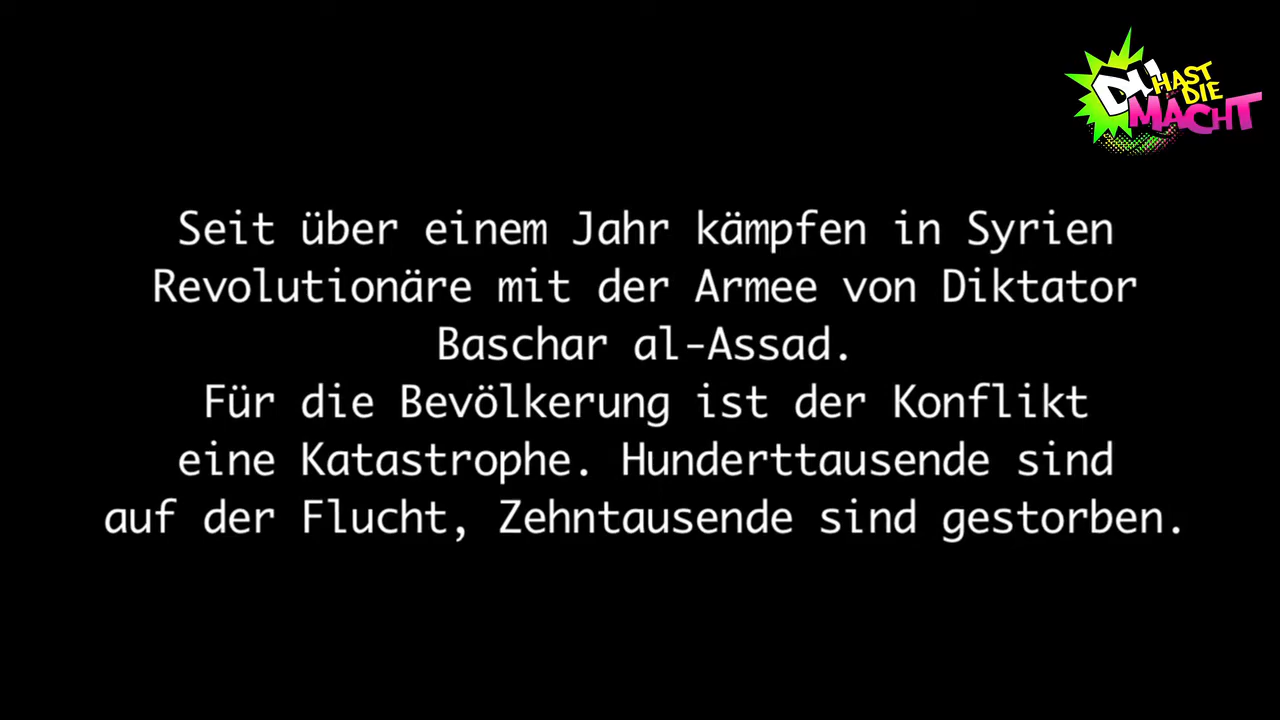 DU HAST DIE MACHT
Seit über einem Jahr kämpfen in Syrien
Revolutionäre mit der Armee von Diktator
Baschar al-Assad.
Für die Bevölkerung ist der Konflikt
eine Katastrophe. Hunderttausende sind
auf der Flucht, Zehntausende sind gestorben.